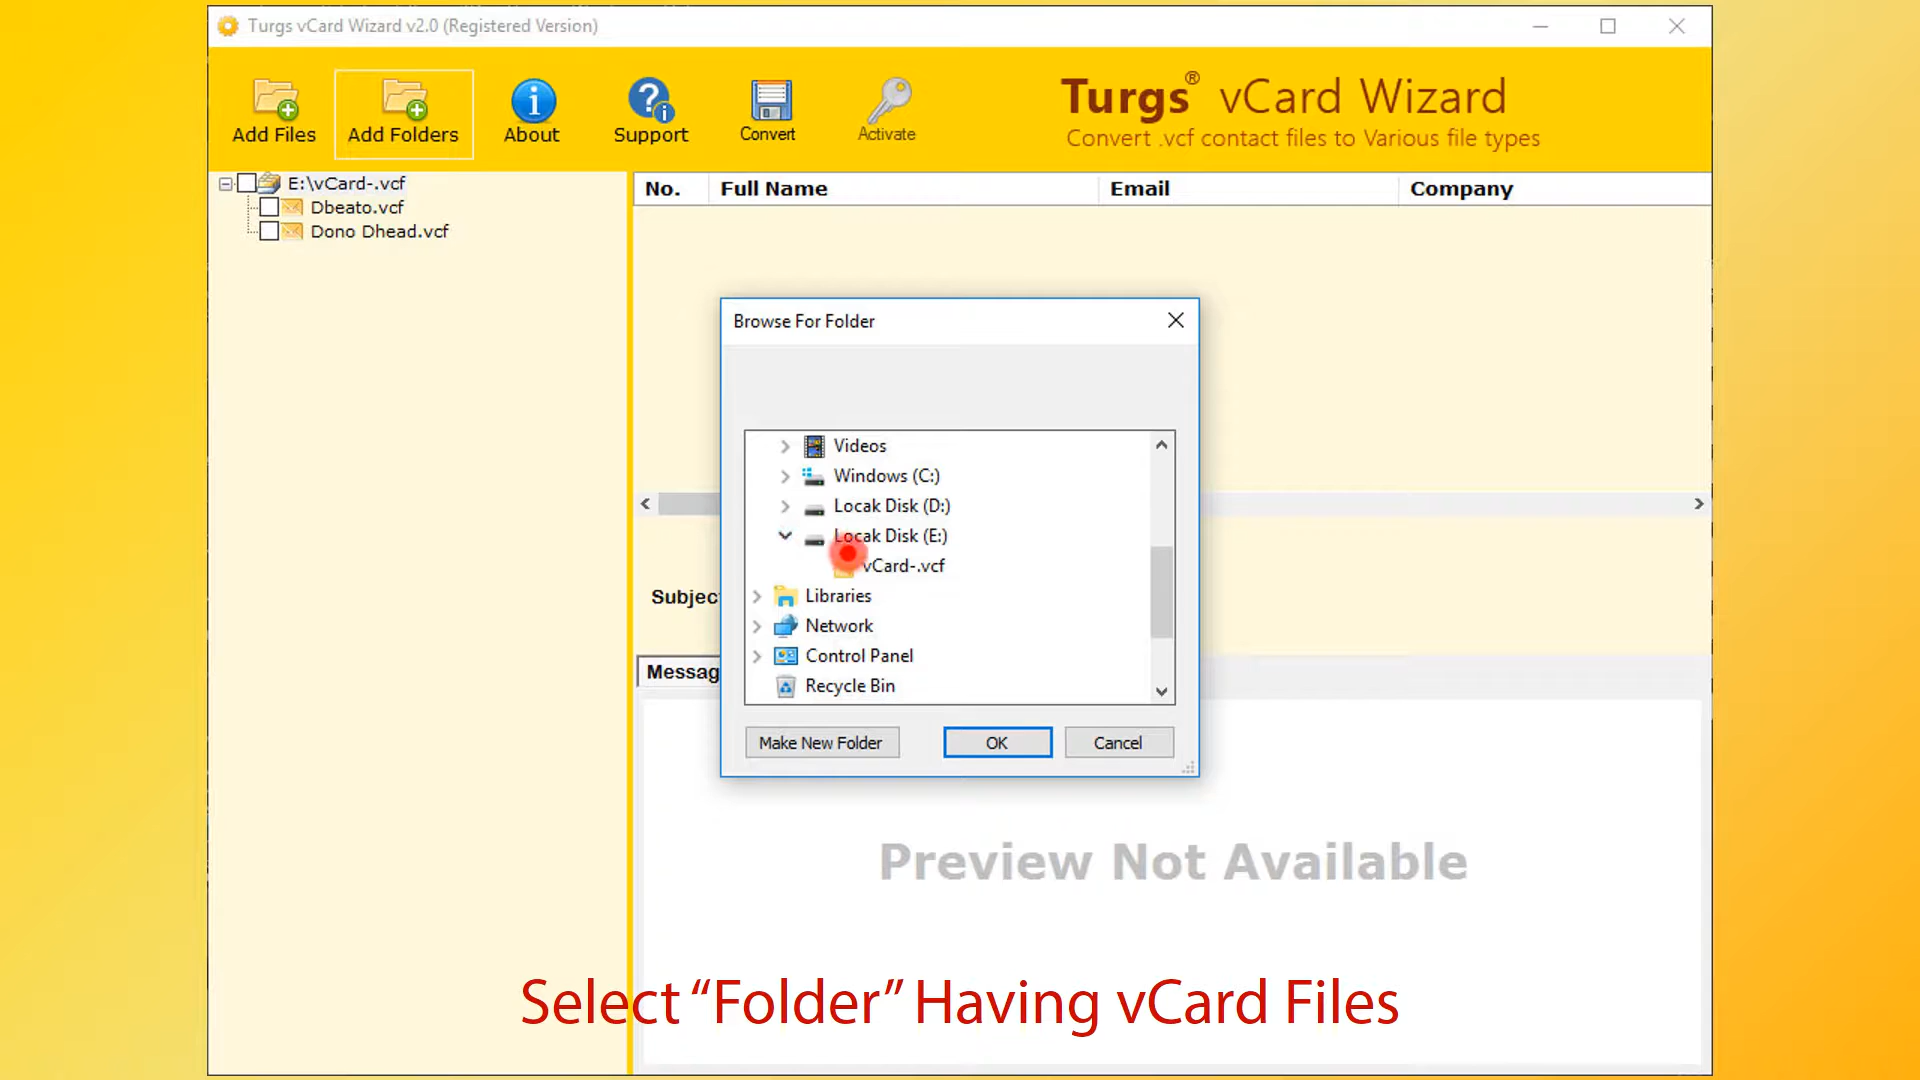 Turgs vCard Wizard v2.0 (Registered Version)
Add Files
Add Folders
About
Support
Convert
Activate
Turgs® vCard Wizard
Convert .vcf contact files to Various file types
E:\vCard-.vcf
Dbeato.vcf
Dono Dhead.vcf
No. Full Name Email Company
Browse For Folder
Videos
Windows (C:)
Locak Disk (D:)
Locak Disk (E:)
vCard-.vcf
Libraries
Network
Control Panel
Recycle Bin
Make New Folder
OK
Cancel
Subjec
Messag
Preview Not Available
Select “Folder” Having vCard Files